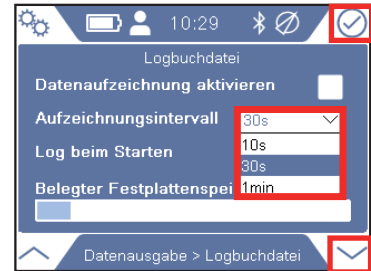 10:29
Logbuchdatei
Datenaufzeichnung aktivieren
Aufzeichnungsintervall 30s
10s
Log beim Starten 30s
Belegter Festplattenspei 1min
Datenausgabe > Logbuchdatei